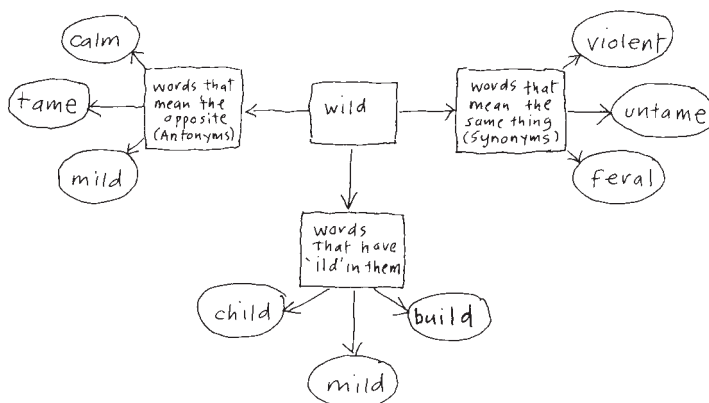 calm
tame
mild
words that
mean the
opposite
(Antonyms)
wild
words that
mean the
same thing
(Synonyms)
violent
untame
feral
words
that have
'ild' in them
child
mild
build